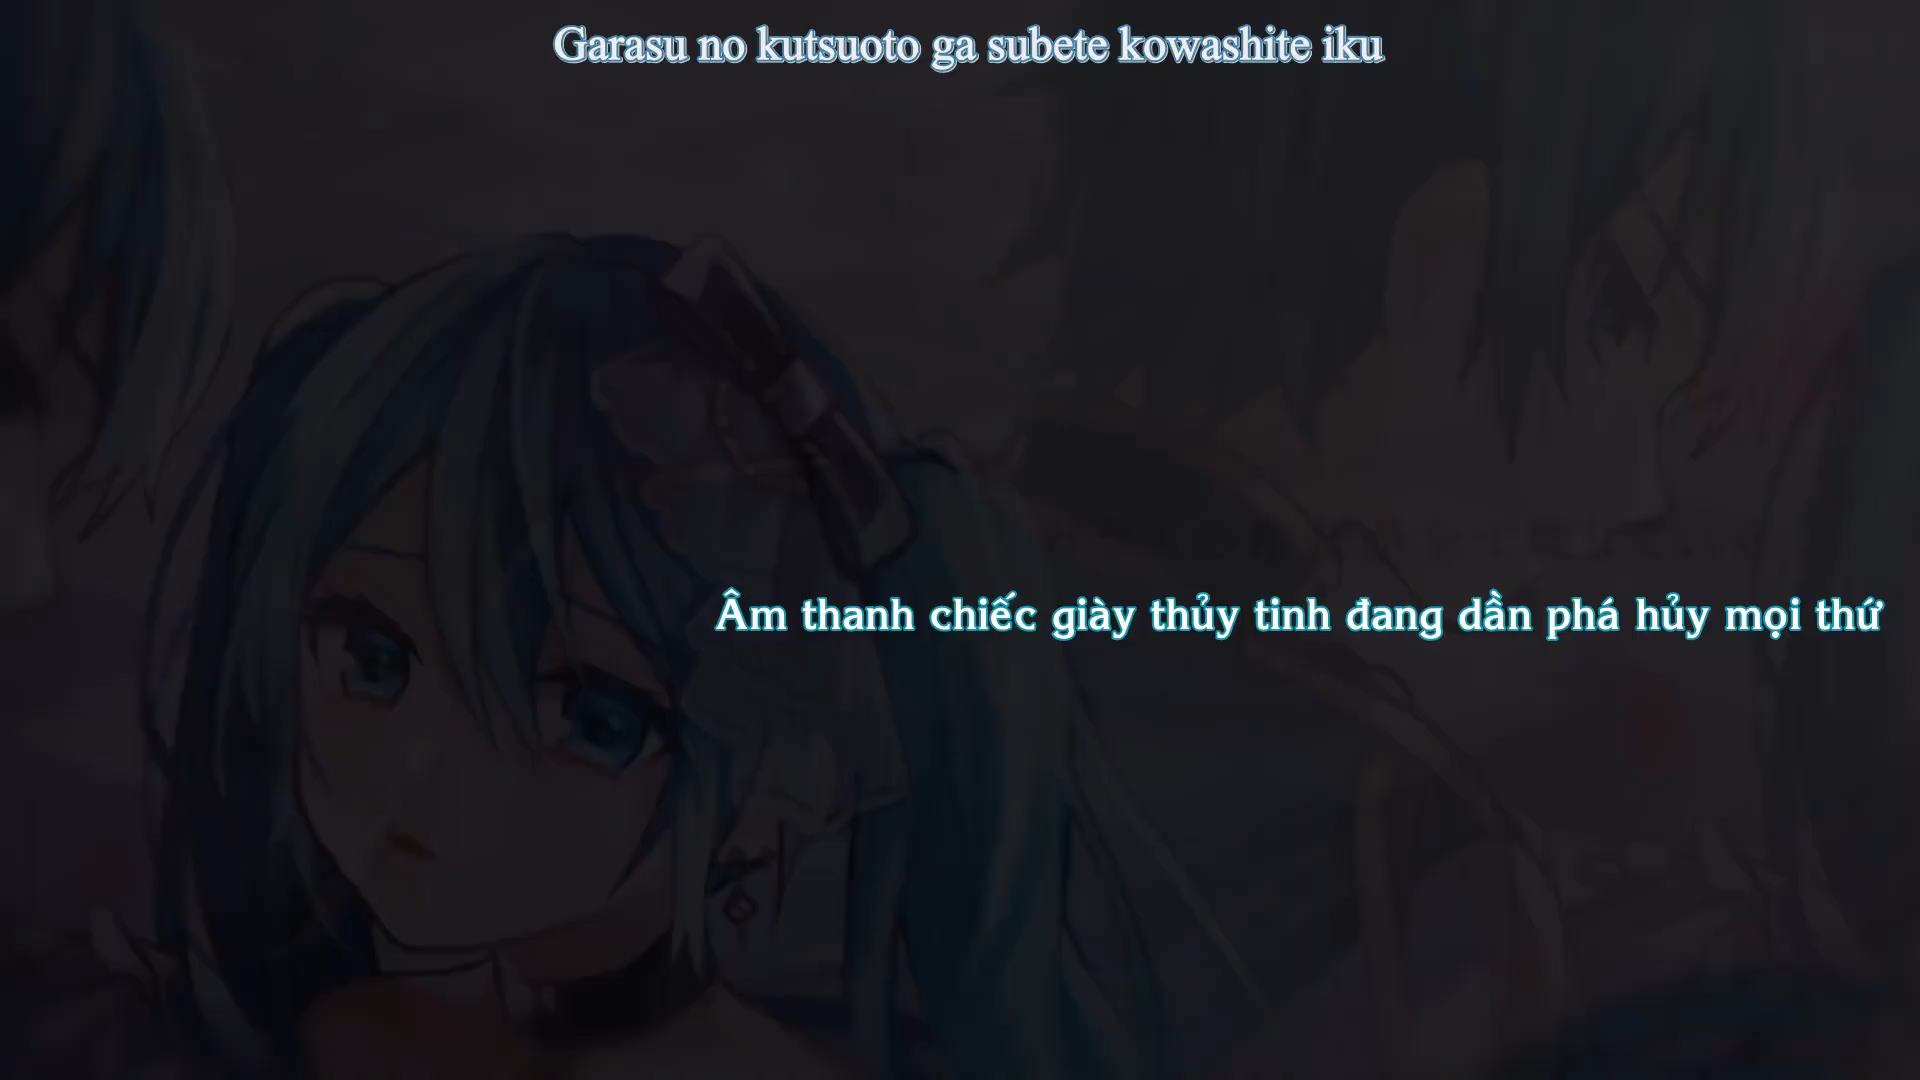 Garasu no kutsuoto ga subete kowashite iku
Âm thanh chiếc giày thủy tinh đang dần phá hủy mọi thứ